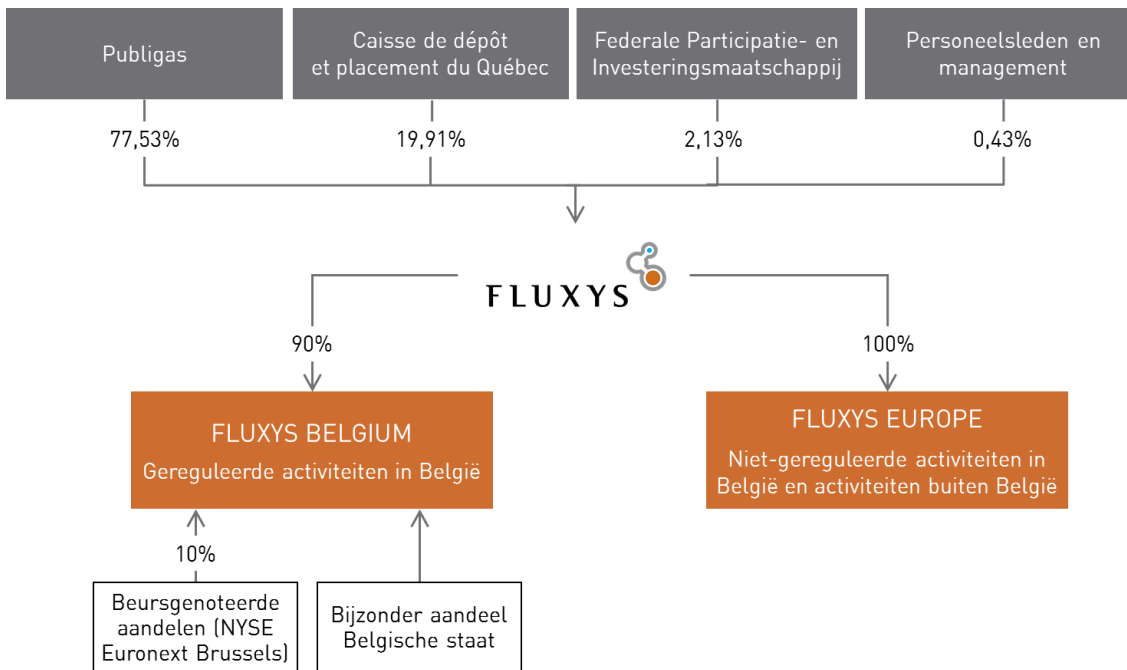 Publigas
Caisse de dépôt
et placement du Québec
Federale Participatie- en
Investeringsmaatschappij
Personeelsleden en
management
77,53%
19,91%
2,13%
0,43%
FLUXYS
90%
100%
FLUXYS BELGIUM
Gereguleerde activiteiten in België
FLUXYS EUROPE
Niet-gereguleerde activiteiten in
België en activiteiten buiten België
10%
Beursgenoteerde
aandelen (NYSE
Euronext Brussels)
Bijzonder aandeel
Belgische staat